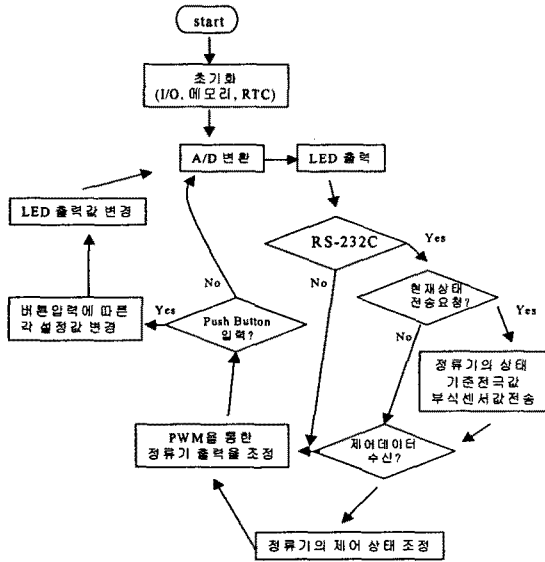 start
초기화
(I/O, 메모리, RTC)
A/D 변환
LED 출력
LED 출력값 변경
RS-232C
Yes
No
No
현재상태
전송요청?
Yes
No
버튼입력에 따른
각 설정값 변경
Yes
Push Button
입력?
정류기의 상태
기준전극값
부식센서값전송
PWM을 통한
정류기 출력을 조정
제어데이터
수신?
정류기의 제어 상태 조정